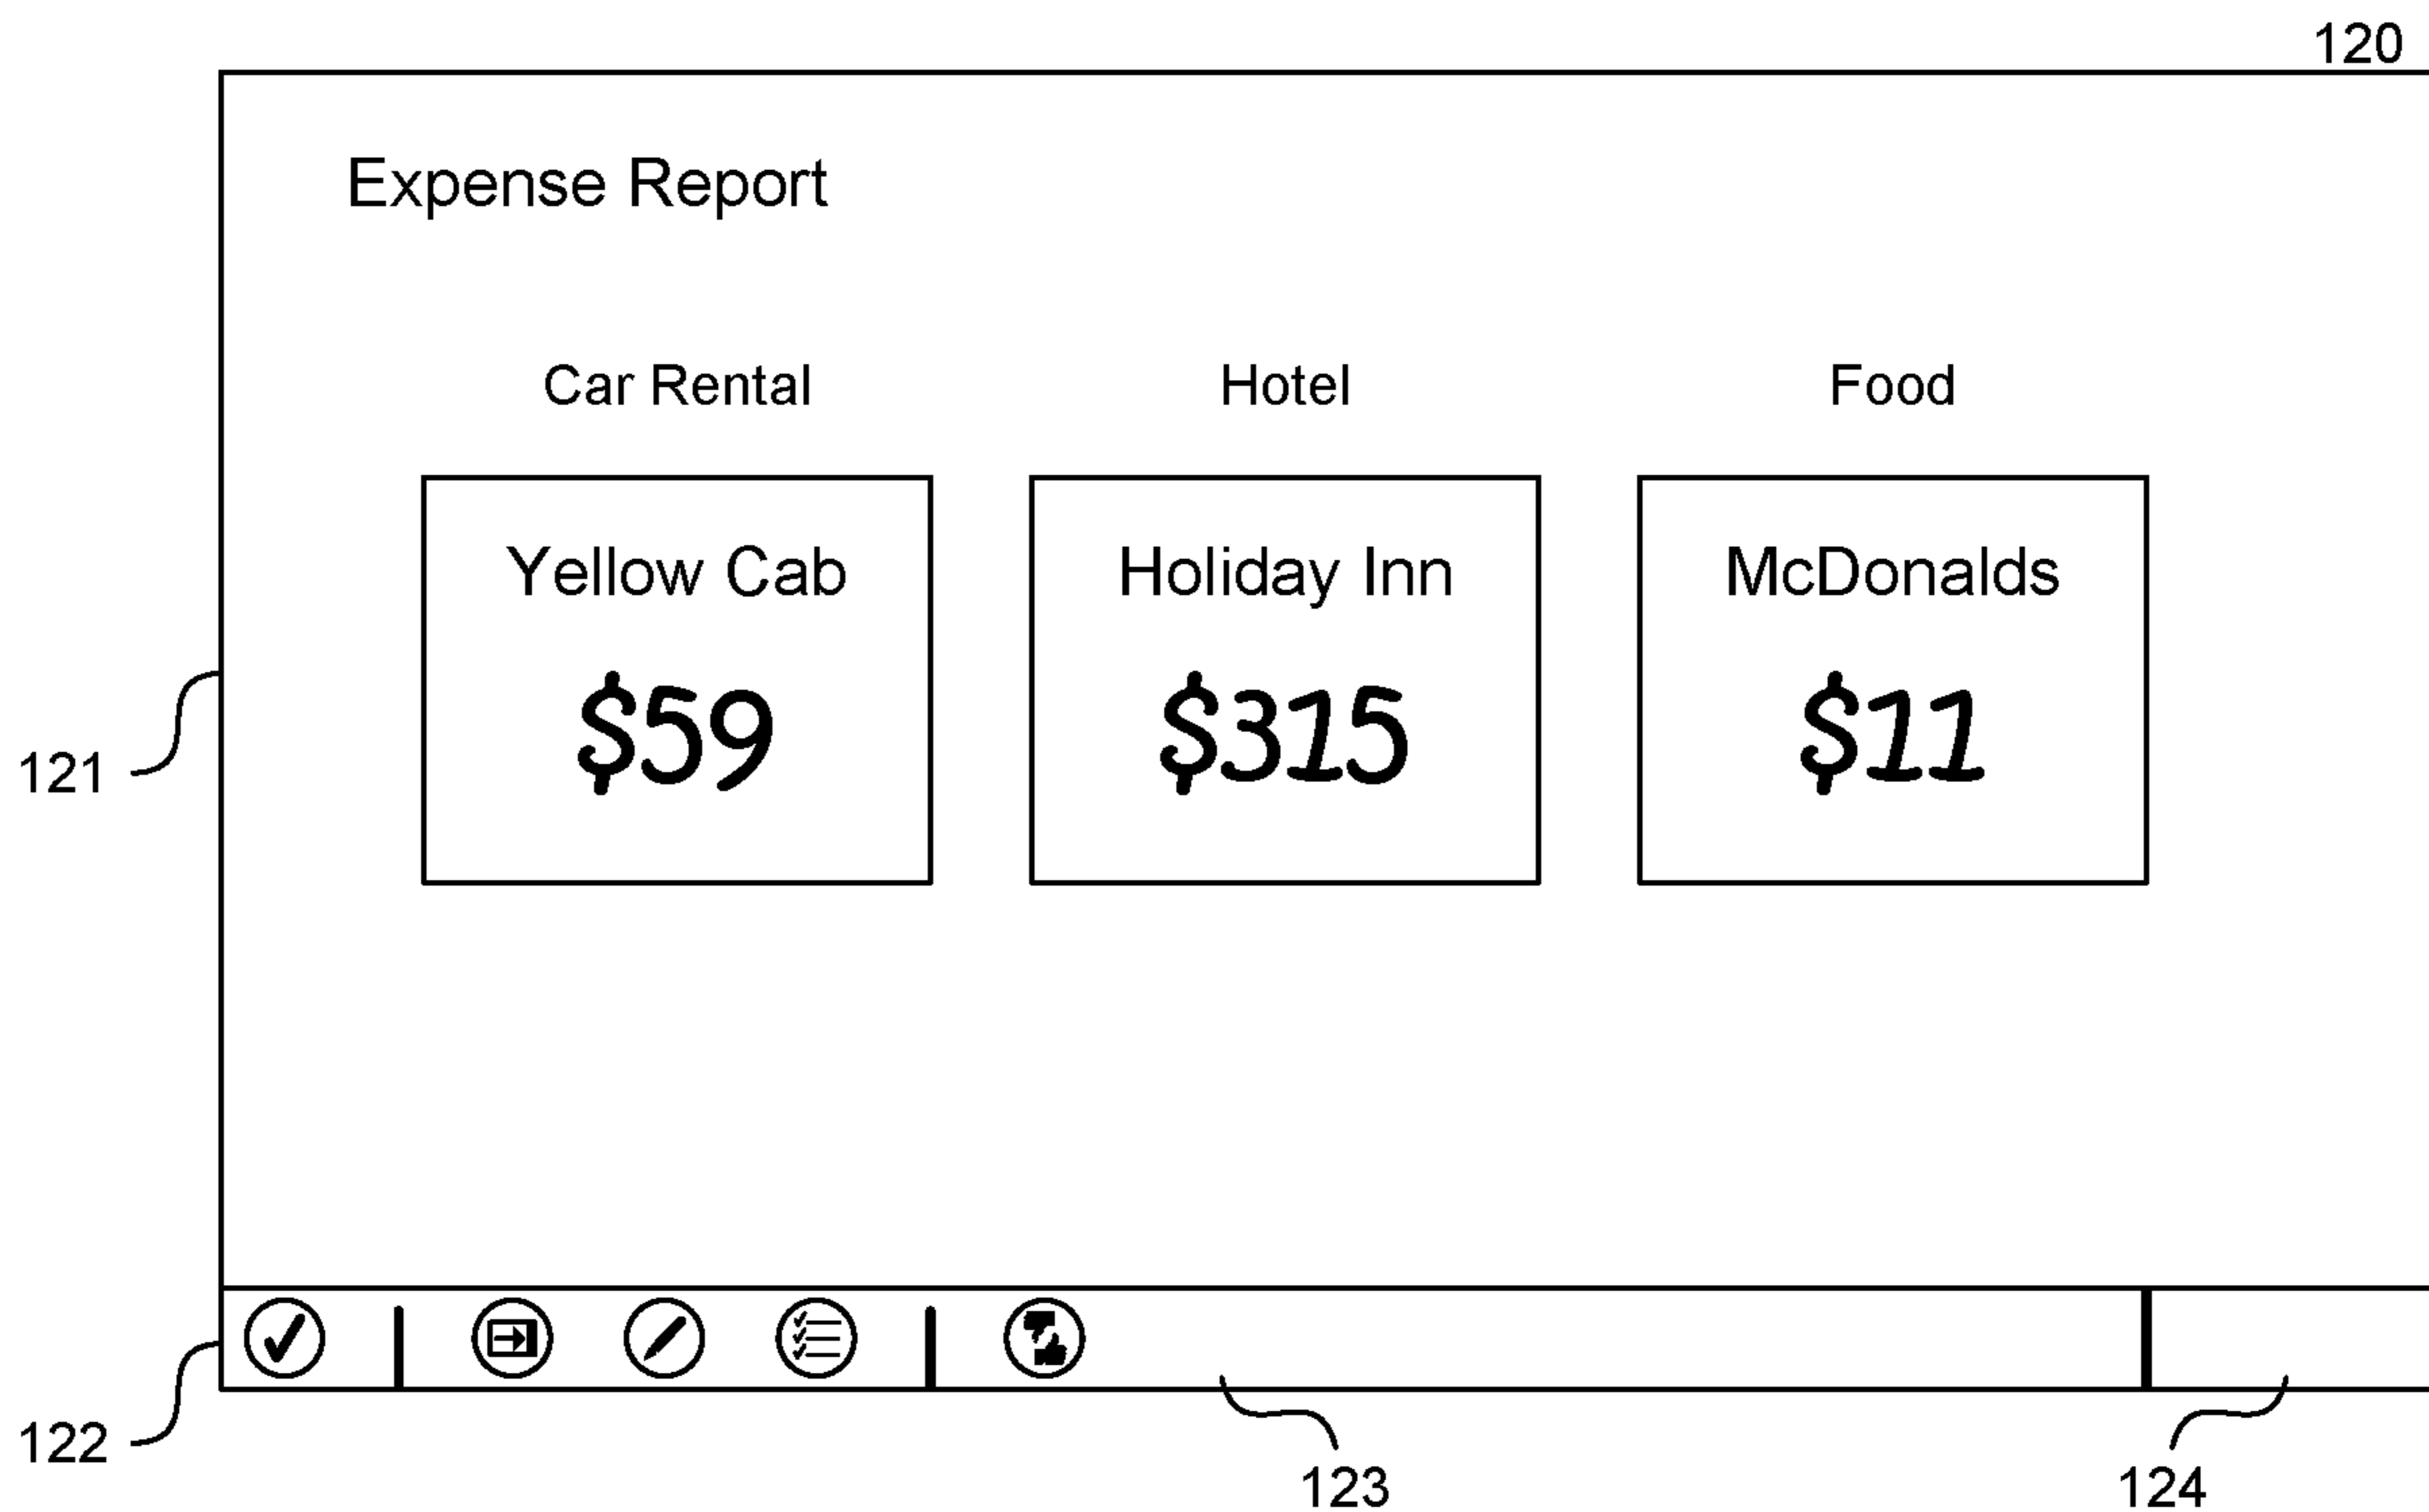 120
Expense Report
Car Rental Hotel Food
Yellow Cab Holiday Inn McDonalds
$59 $315 $11
121
122
123 124